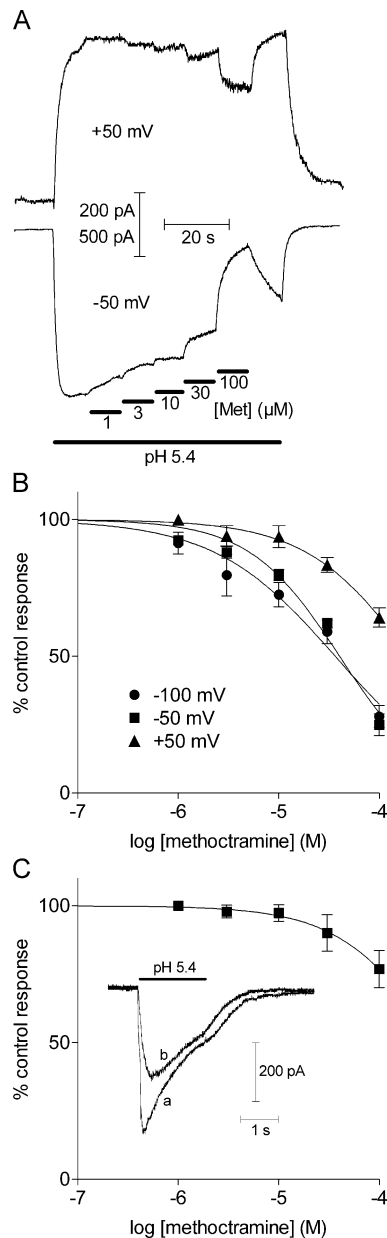 A
+50 mV
200 pA
500 pA
20 s
-50 mV
1
3
10
30
100
[Met] (µM)
pH 5.4
B
% control response
100
50
0
-100 mV
-50 mV
+50 mV
-7
-6
-5
-4
log [methoctramine] (M)
C
% control response
100
50
0
pH 5.4
b
a
200 pA
1 s
-7
-6
-5
-4
log [methoctramine] (M)